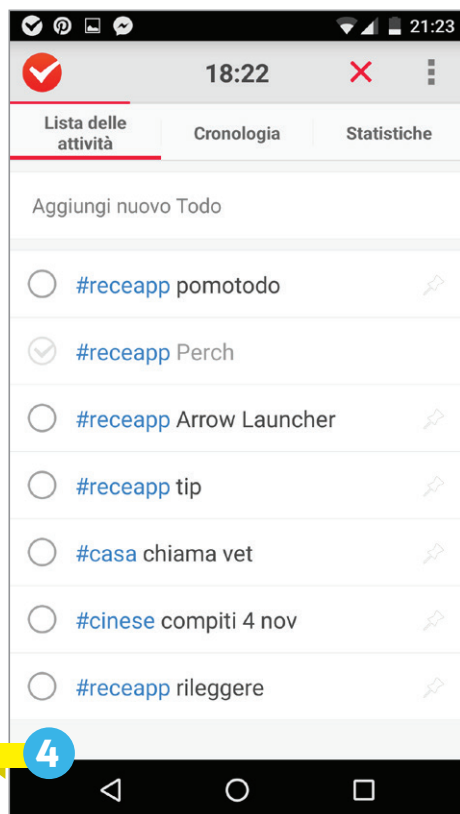 21:23
18:22
Lista delle
attività
Cronologia
Statistiche
Aggiungi nuovo Todo
#receapp pomotodo
#receapp Perch
#receapp Arrow Launcher
#receapp tip
#casa chiama vet
#cinese compiti 4 nov
#receapp rileggere
4